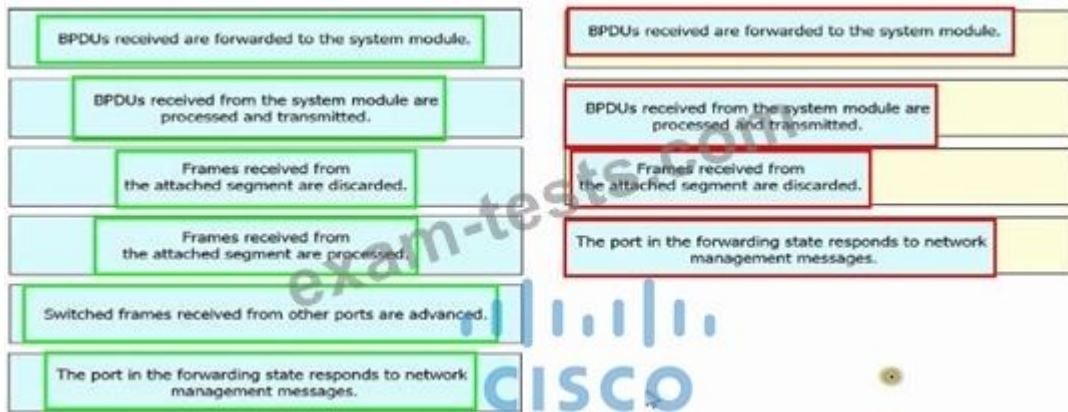 BPDUs received are forwarded to the system module.
BPDUs received from the system module are
processed and transmitted.
Frames received from
the attached segment are discarded.
Frames received from
the attached segment are processed.
Switched frames received from other ports are advanced.
The port in the forwarding state responds to network
management messages.
BPDUs received are forwarded to the system module.
BPDUs received from the system module are
processed and transmitted.
Frames received from
the attached segment are discarded.
The port in the forwarding state responds to network
management messages.
exam-tests.com
CISCO